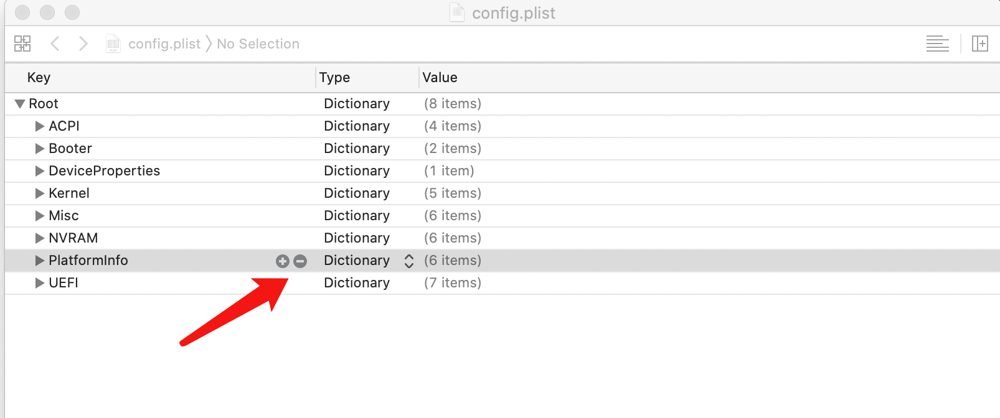 config.plist
config.plist 〉 No Selection
Key Type Value
Root Dictionary (8 items)
ACPI Dictionary (4 items)
Booter Dictionary (2 items)
DeviceProperties Dictionary (1 item)
Kernel Dictionary (5 items)
Misc Dictionary (6 items)
NVRAM Dictionary (6 items)
PlatformInfo Dictionary (6 items)
UEFI Dictionary (7 items)